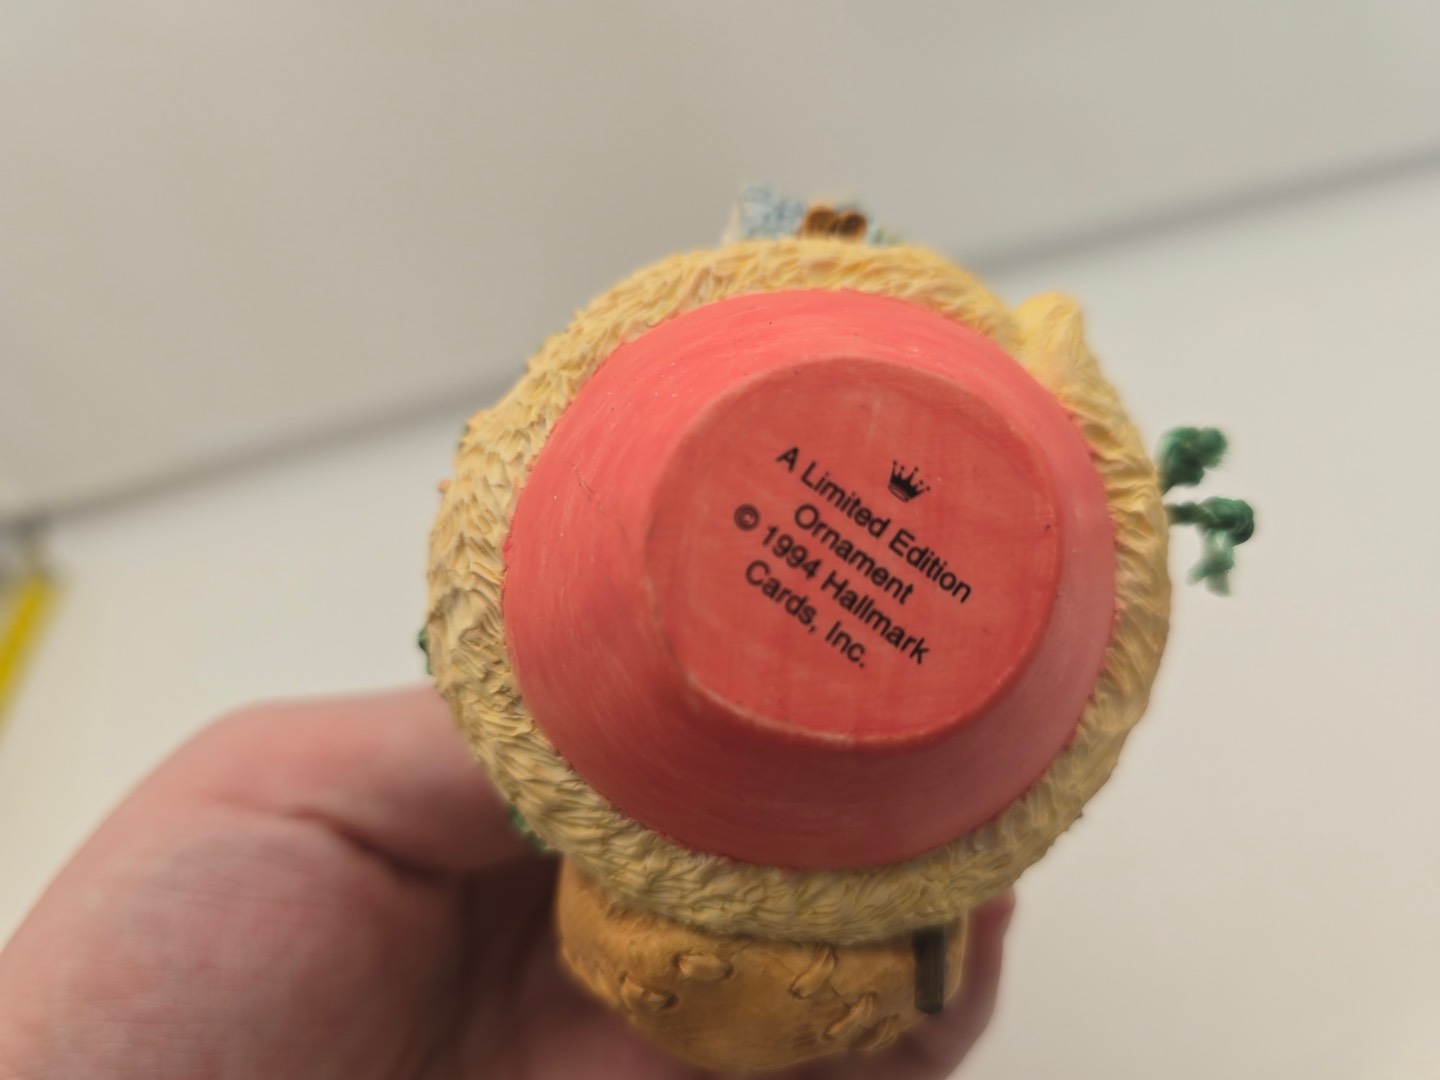 A Limited Edition
Ornament
© 1994 Hallmark
Cards, Inc.